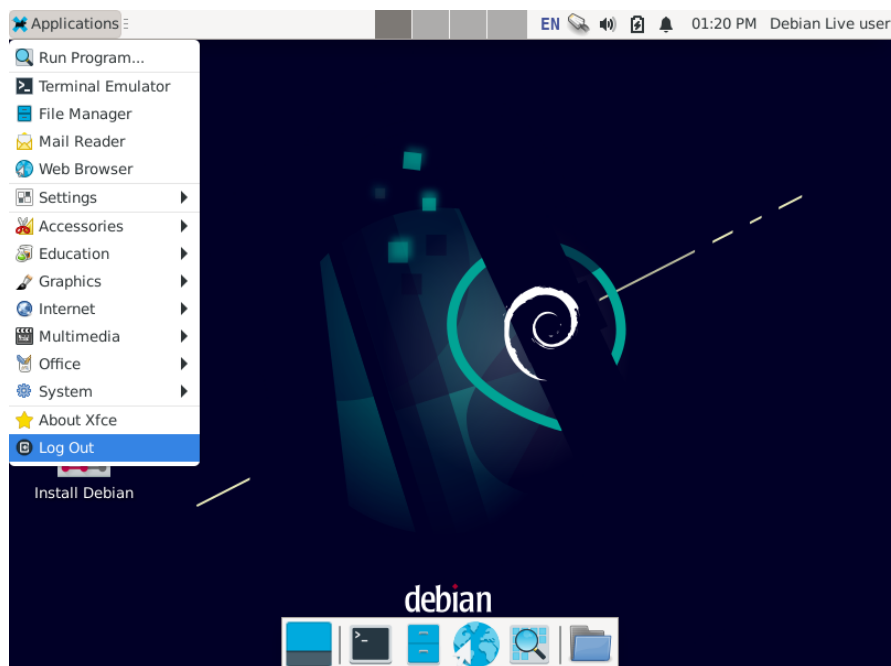 Applications
EN 01:20 PM Debian Live user
Run Program...
Terminal Emulator
File Manager
Mail Reader
Web Browser
Settings
Accessories
Education
Graphics
Internet
Multimedia
Office
System
About Xfce
Log Out
Install Debian
debian
>_